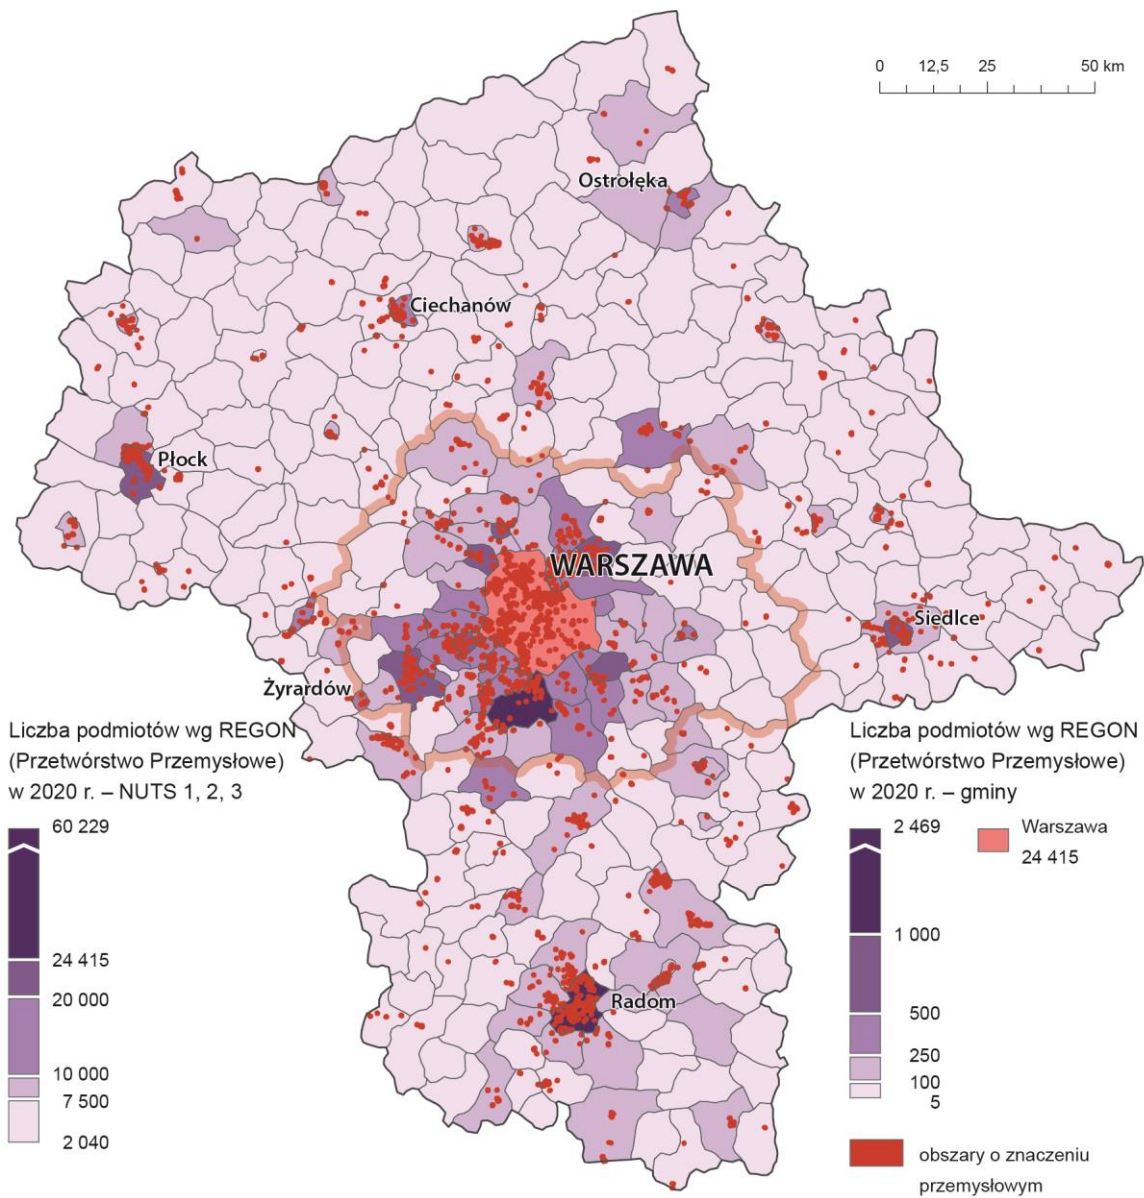 0 12,5 25 50 km
Ostrołęka
Ciechanów
Płock
WARSZAWA
Siedlce
Żyrardów
Radom
Liczba podmiotów wg REGON
(Przetwórstwo Przemysłowe)
w 2020 r. – NUTS 1, 2, 3
60 229
24 415
20 000
10 000
7 500
2 040
Liczba podmiotów wg REGON
(Przetwórstwo Przemysłowe)
w 2020 r. – gminy
2 469
1 000
500
250
100
5
Warszawa
24 415
obszary o znaczeniu
przemysłowym